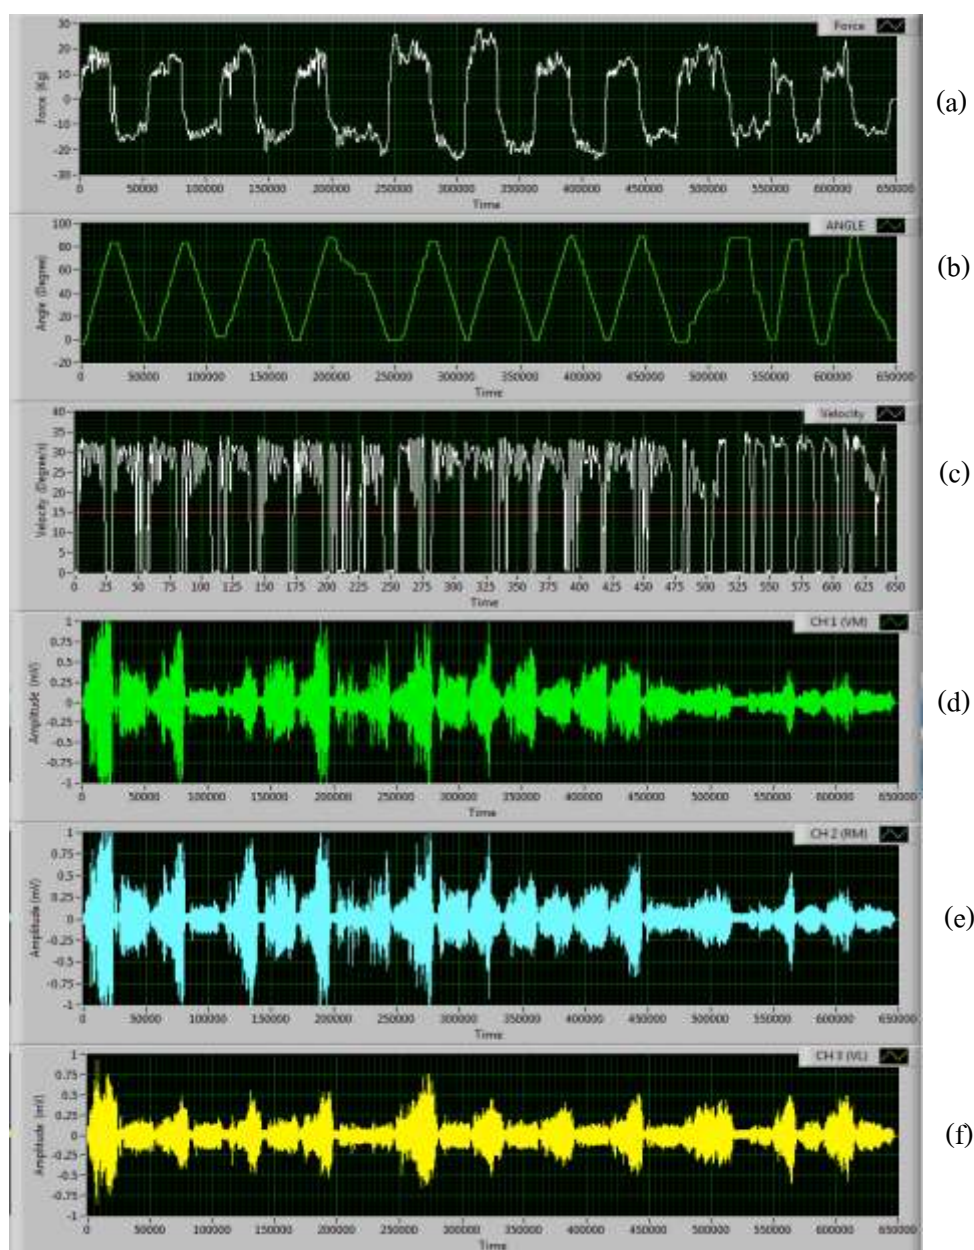 Force
30
20
10
0
-10
-20
-30
Force (Kg)
0 50000 100000 150000 200000 250000 300000 350000 400000 450000 500000 550000 600000 650000
Time
(a)
ANGLE
100
80
60
40
20
0
-20
Angle (Degree)
0 50000 100000 150000 200000 250000 300000 350000 400000 450000 500000 550000 600000 650000
Time
(b)
Velocity
40
35
30
25
20
15
10
5
0
Velocity (Degree/s)
0 25 50 75 100 125 150 175 200 225 250 275 300 325 350 375 400 425 450 475 500 525 550 575 600 625 650
Time
(c)
CH 1 (VM)
1
0.75
0.5
0.25
0
-0.25
-0.5
-0.75
-1
Amplitude (mV)
0 50000 100000 150000 200000 250000 300000 350000 400000 450000 500000 550000 600000 650000
Time
(d)
CH 2 (RM)
1
0.75
0.5
0.25
0
-0.25
-0.5
-0.75
-1
Amplitude (mV)
0 50000 100000 150000 200000 250000 300000 350000 400000 450000 500000 550000 600000 650000
Time
(e)
CH 3 (VL)
1
0.75
0.5
0.25
0
-0.25
-0.5
-0.75
-1
Amplitude (mV)
0 50000 100000 150000 200000 250000 300000 350000 400000 450000 500000 550000 600000 650000
Time
(f)